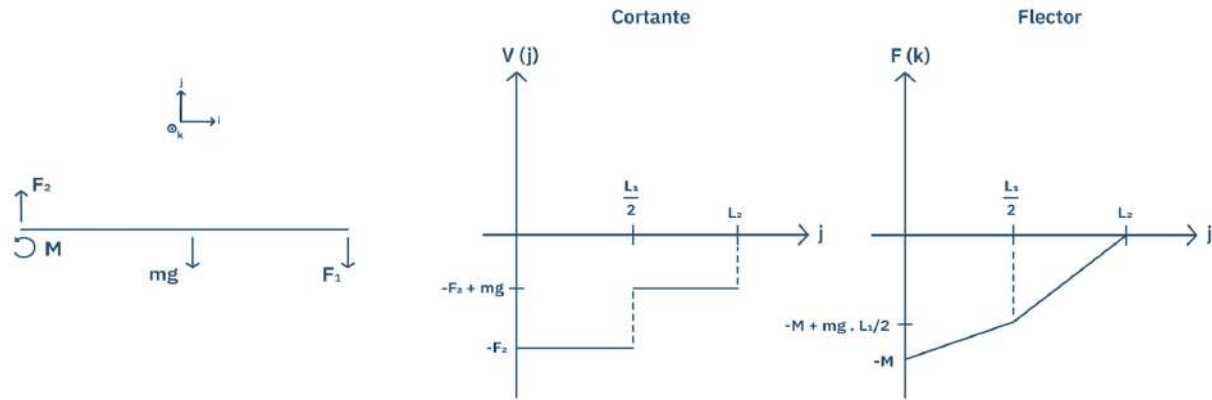 Cortante
Flector
V (j)
F (k)
j
i
k
F₂
M
mg
F₁
L₁
2
L₂
j
-F₂ + mg
-F₂
L₁
2
L₂
j
-M + mg . L₁/2
-M